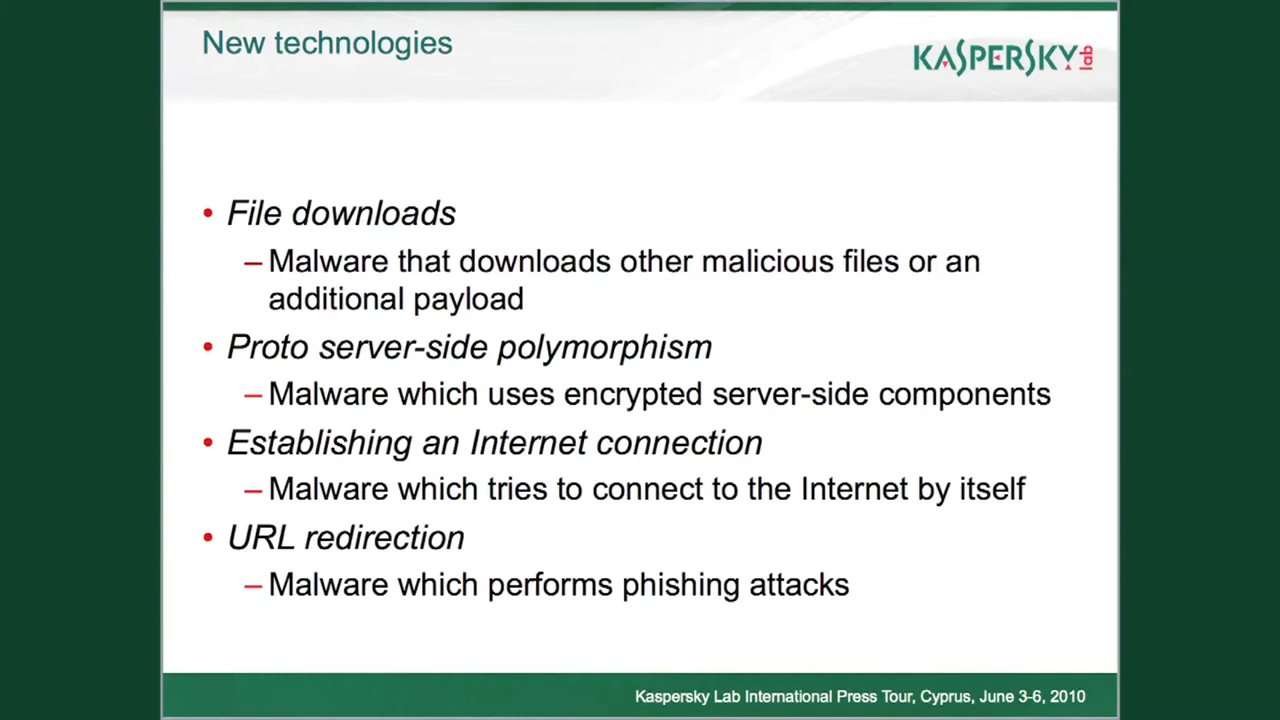 New technologies
KASPERSKY lab
• File downloads
– Malware that downloads other malicious files or an
additional payload
• Proto server-side polymorphism
– Malware which uses encrypted server-side components
• Establishing an Internet connection
– Malware which tries to connect to the Internet by itself
• URL redirection
– Malware which performs phishing attacks
Kaspersky Lab International Press Tour, Cyprus, June 3-6, 2010